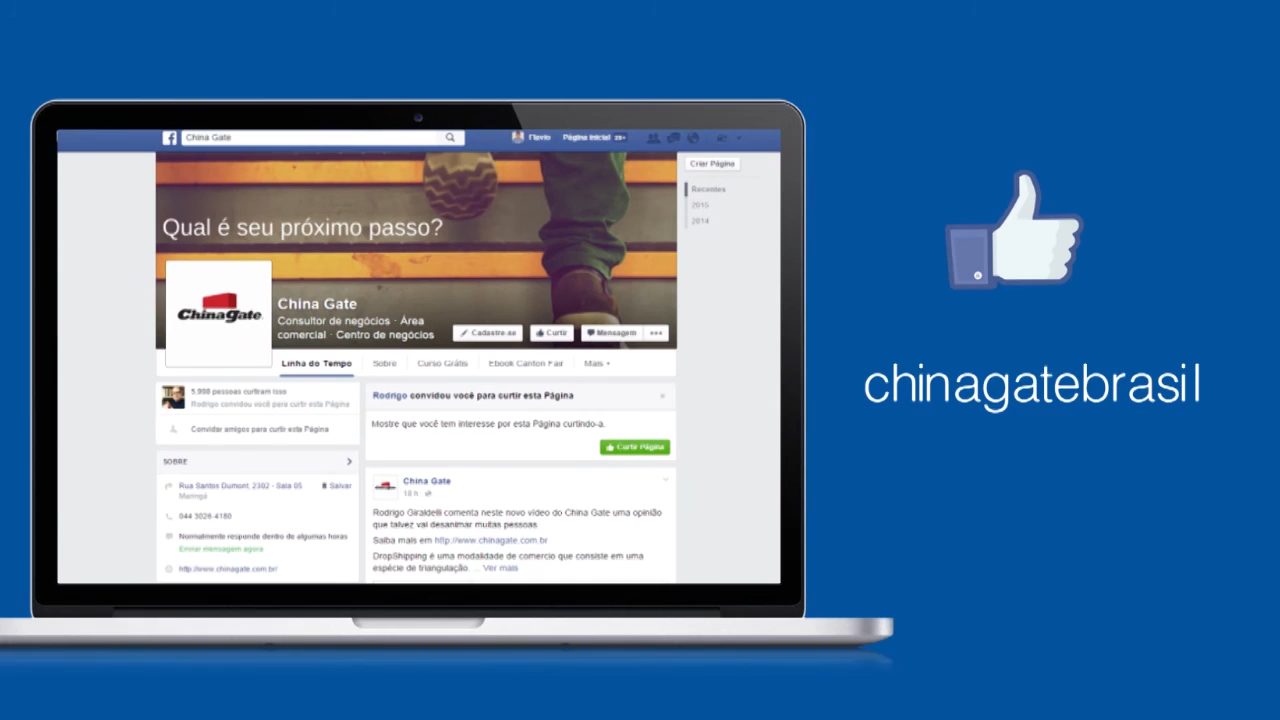 China Gate
Flavio
Página inicial
Criar Página
Recentes
2015
2014
Qual é seu próximo passo?
ChinaGate
China Gate
Consultor de negócios · Área
comercial · Centro de negócios
Cadastre-se
Curtir
Mensagem
Linha do Tempo
Sobre
Curso Grátis
Ebook Canton Fair
Mais
5.998 pessoas curtiram isso
Rodrigo convidou você para curtir esta Página
Convidar amigos para curtir esta Página
SOBRE
Rua Santos Dumont, 2302 - Sala 05
Salvar
Maringá
044 3026-4180
Normalmente responde dentro de algumas horas
Enviar mensagem agora
http://www.chinagate.com.br/
Rodrigo convidou você para curtir esta Página
Mostre que você tem interesse por esta Página curtindo-a.
Curtir Página
China Gate
18 h
Rodrigo Giraldelli comenta neste novo vídeo do China Gate uma opinião
que talvez vai desanimar muitas pessoas
Saiba mais em http://www.chinagate.com.br
DropShipping é uma modalidade de comercio que consiste em uma
espécie de triangulação. ... Ver mais
chinagatebrasil